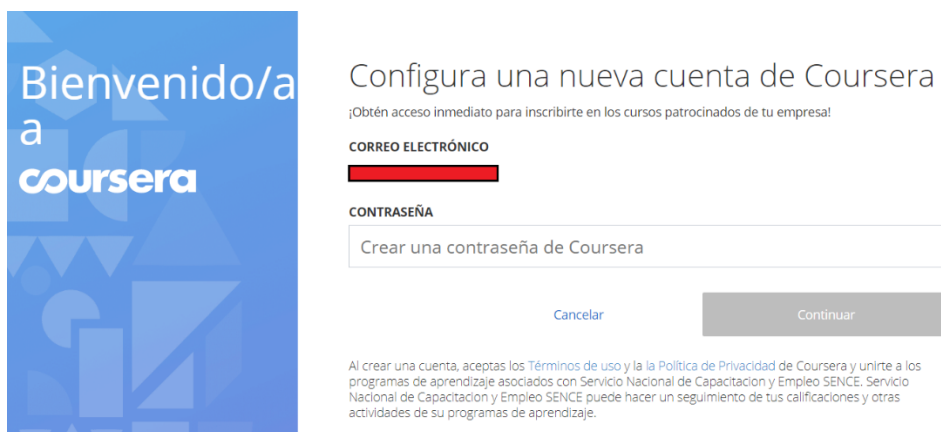 Bienvenido/a
a
coursera
Configura una nueva cuenta de Coursera
¡Obtén acceso inmediato para inscribirte en los cursos patrocinados de tu empresa!
CORREO ELECTRÓNICO
CONTRASEÑA
Crear una contraseña de Coursera
Cancelar
Continuar
Al crear una cuenta, aceptas los Términos de uso y la la Política de Privacidad de Coursera y unirte a los
programas de aprendizaje asociados con Servicio Nacional de Capacitacion y Empleo SENCE. Servicio
Nacional de Capacitacion y Empleo SENCE puede hacer un seguimiento de tus calificaciones y otras
actividades de su programas de aprendizaje.